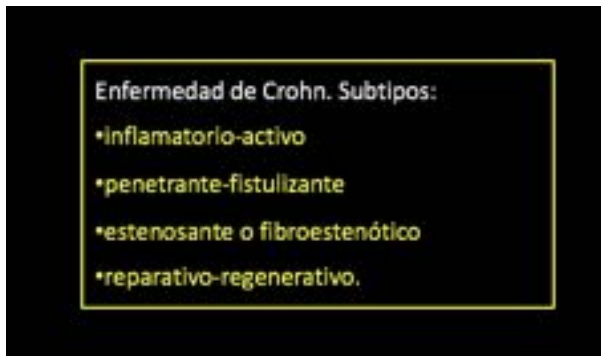 Enfermedad de Crohn. Subtipos:
•inflamatorio-activo
•penetrante-fistulizante
•estenosante o fibroestenótico
•reparativo-regenerativo.